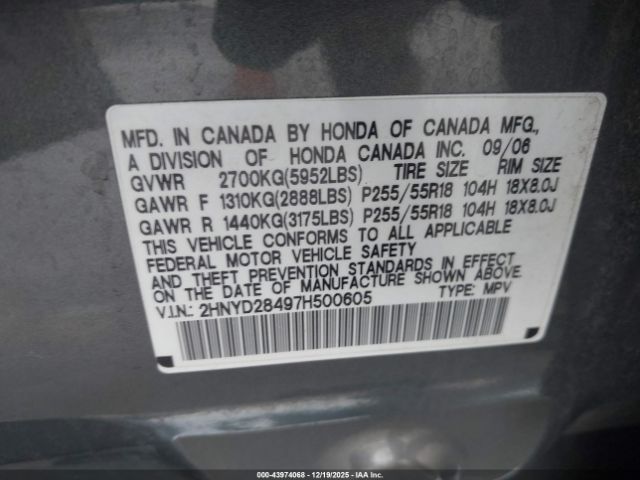 MFD. IN CANADA BY HONDA OF CANADA MFG.,
A DIVISION OF HONDA CANADA INC. 09/06
GVWR 2700KG(5952LBS) TIRE SIZE RIM SIZE
GAWR F 1310KG(2888LBS) P255/55R18 104H 18X8.0J
GAWR R 1440KG(3175LBS) P255/55R18 104H 18X8.0J
THIS VEHICLE CONFORMS TO ALL APPLICABLE
FEDERAL MOTOR VEHICLE SAFETY
AND THEFT PREVENTION STANDARDS IN EFFECT
ON THE DATE OF MANUFACTURE SHOWN ABOVE.
V.I.N.: 2HNYD28497H500605 TYPE: MPV
000-43974068 - 12/19/2025 - IAAI.COM